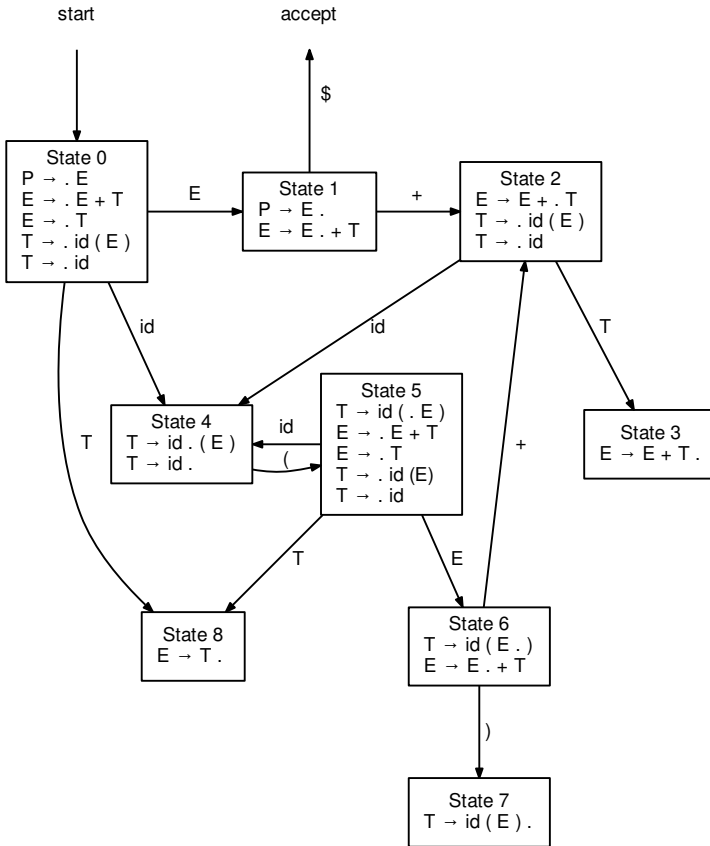 start
accept
$
State 0
P → . E
E → . E + T
E → . T
T → . id ( E )
T → . id
E
State 1
P → E .
E → E . + T
+
State 2
E → E + . T
T → . id ( E )
T → . id
id
id
T
T
State 4
T → id . ( E )
T → id .
id
(
State 5
T → id ( . E )
E → . E + T
E → . T
T → . id (E)
T → . id
+
State 3
E → E + T .
T
E
State 8
E → T .
State 6
T → id ( E . )
E → E . + T
)
State 7
T → id ( E ) .